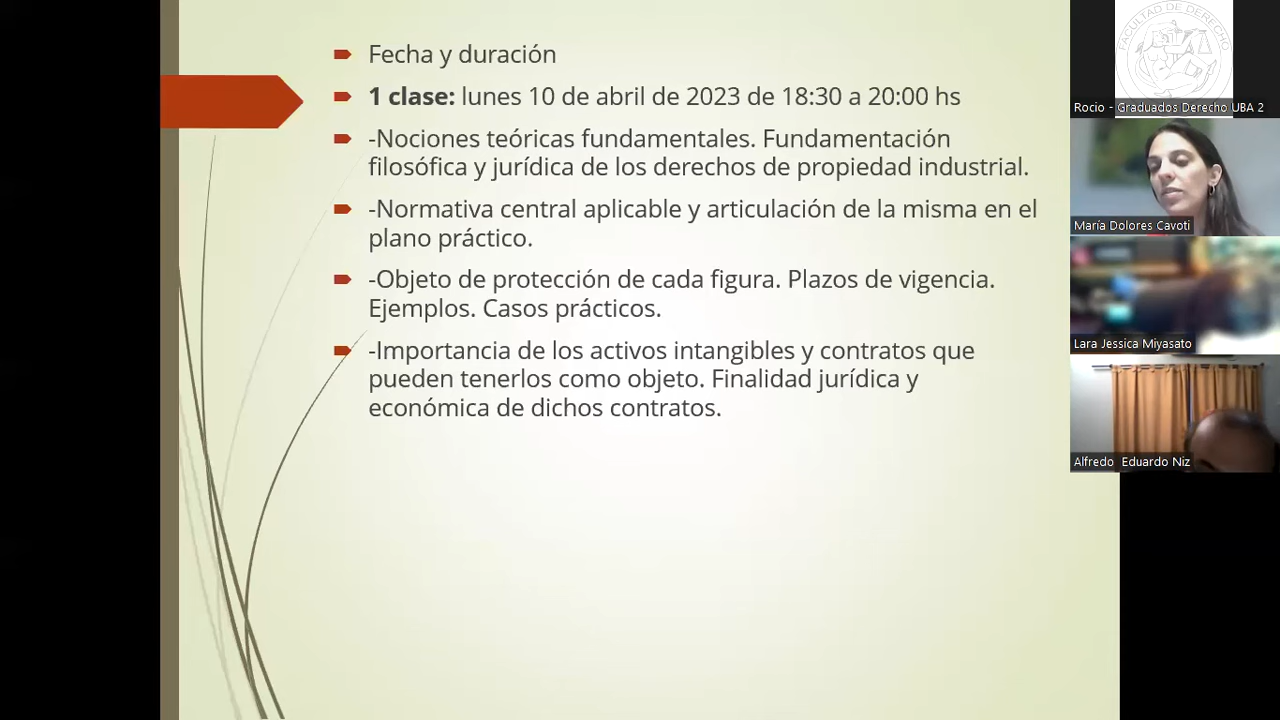 Fecha y duración
1 clase: lunes 10 de abril de 2023 de 18:30 a 20:00 hs
-Nociones teóricas fundamentales. Fundamentación
filosófica y jurídica de los derechos de propiedad industrial.
-Normativa central aplicable y articulación de la misma en el
plano práctico.
-Objeto de protección de cada figura. Plazos de vigencia.
Ejemplos. Casos prácticos.
-Importancia de los activos intangibles y contratos que
pueden tenerlos como objeto. Finalidad jurídica y
económica de dichos contratos.
FACULTAD DE DERECHO
Rocio - Graduados Derecho UBA 2
María Dolores Cavoti
Lara Jessica Miyasato
Alfredo Eduardo Niz